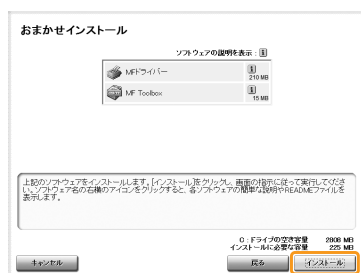 おまかせインストール
ソフトウェアの説明を表示：
MFドライバー
210 MB
MF Toolbox
15 MB
上記のソフトウェアをインストールします。[インストール]をクリックし、画面の指示に従って実行してくださ
い。ソフトウェア名の右横のアイコンをクリックすると、各ソフトウェアの簡単な説明やREADMEファイルを
表示します。
C：ドライブの空き容量 2808 MB
インストールに必要な容量 225 MB
キャンセル 戻る インストール